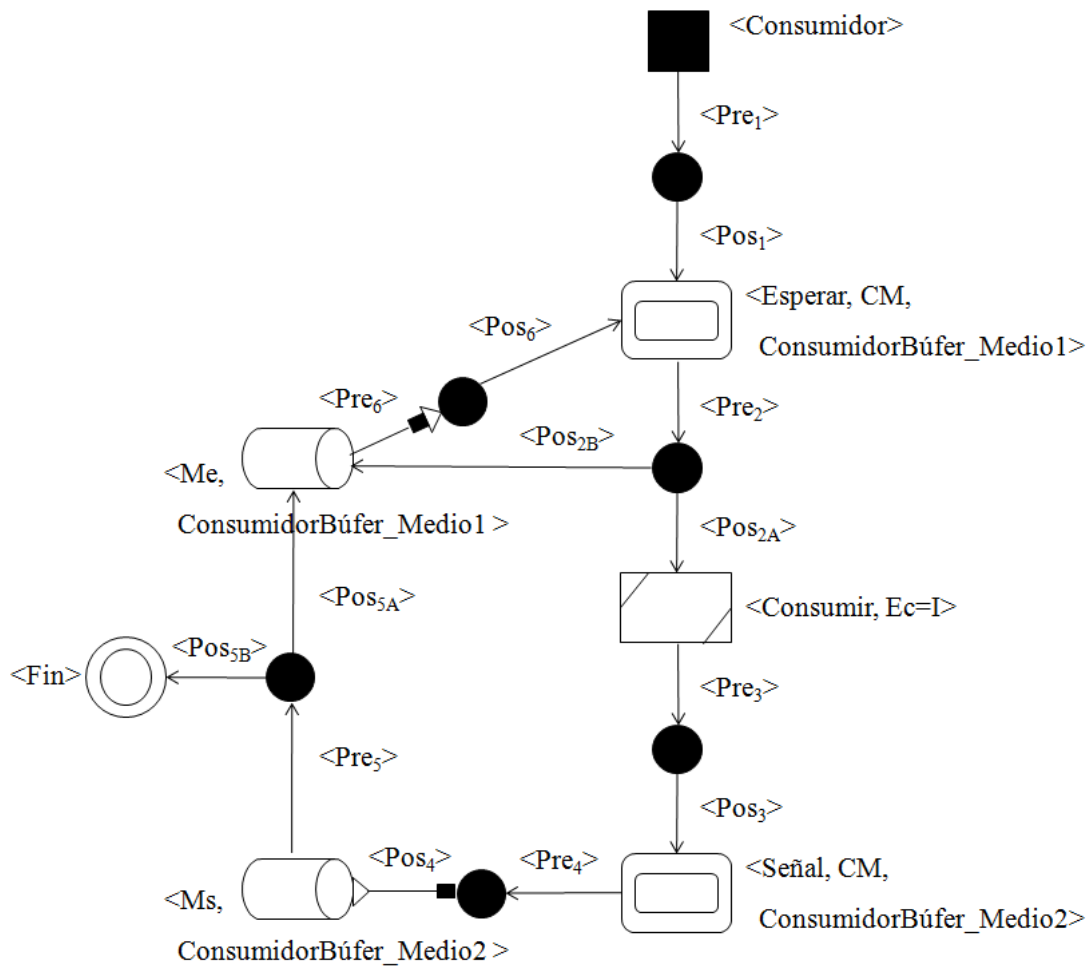 <Consumidor>
<Pre1>
<Pos1>
<Esperar, CM,
ConsumidorBúfer_Medio1>
<Pos6>
<Pre6>
<Pre2>
<Pos2B>
<Me,
ConsumidorBúfer_Medio1 >
<Pos2A>
<Consumir, Ec=I>
<Pos5A>
<Pos5B>
<Fin>
<Pre3>
<Pre5>
<Pos3>
<Pos4>
<Pre4>
<Señal, CM,
ConsumidorBúfer_Medio2>
<Ms,
ConsumidorBúfer_Medio2 >